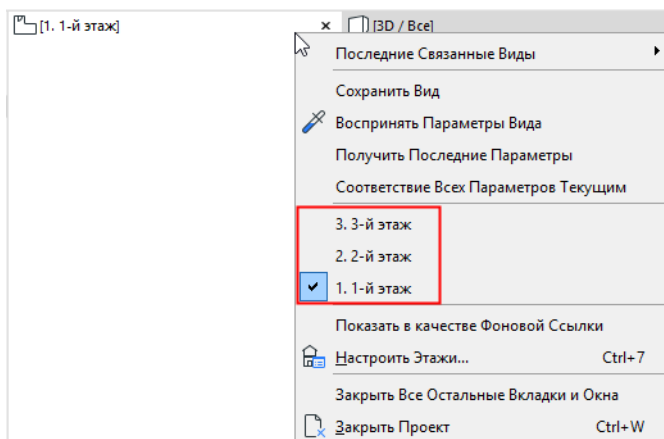 [1. 1-й этаж] × [3D / Все]
Последние Связанные Виды
Сохранить Вид
Воспринять Параметры Вида
Получить Последние Параметры
Соответствие Всех Параметров Текущим
3. 3-й этаж
2. 2-й этаж
1. 1-й этаж
Показать в качестве Фоновой Ссылки
Настроить Этажи... Ctrl+7
Закрыть Все Остальные Вкладки и Окна
Закрыть Проект Ctrl+W